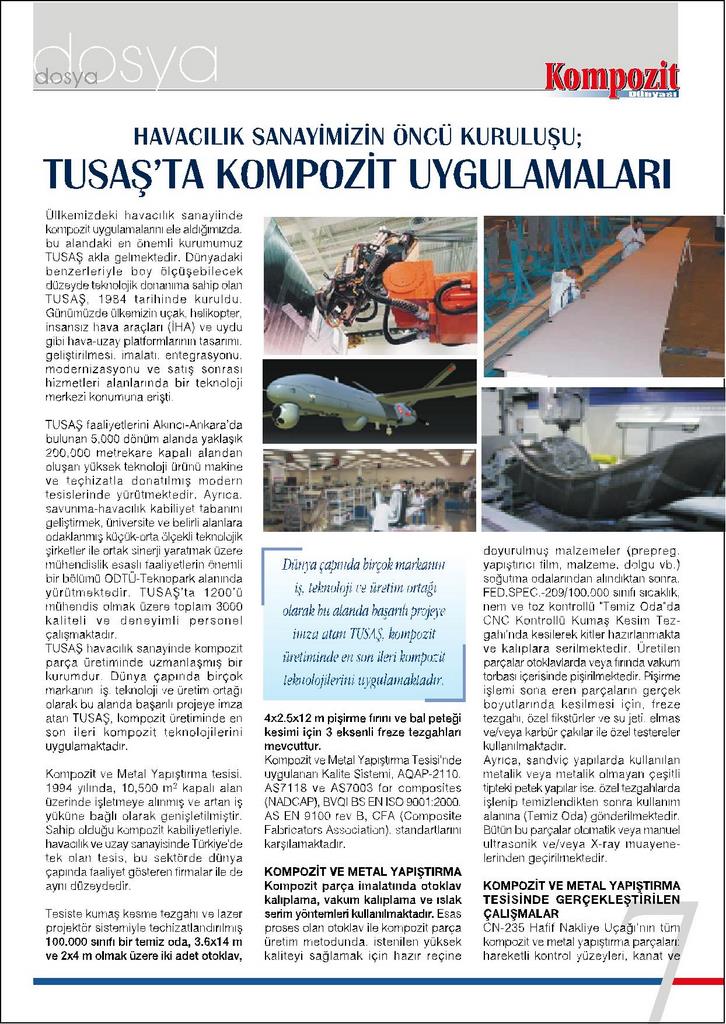 dosya
dosya
Kompozit
Dünyasi
HAVACILIK SANAYİMİZİN ÖNCÜ KURULUŞU;
TUSAŞ'TA KOMPOZİT UYGULAMALARI
Üllkemizdeki havacılık sanayiinde
kompozit uygulamalarını ele aldığımızda,
bu alandaki en önemli kurumumuz
TUSAŞ akla gelmektedir. Dünyadaki
benzerleriyle boy ölçüşebilecek
düzeyde teknolojik donanıma sahip olan
TUSAŞ, 1984 tarihinde kuruldu.
Günümüzde ülkemizin uçak, helikopter,
insansız hava araçları (İHA) ve uydu
gibi hava-uzay platformlarının tasarımı,
geliştirilmesi, imalatı, entegrasyonu,
modernizasyonu ve satış sonrası
hizmetleri alanlarında bir teknoloji
merkezi konumuna erişti.
TUSAŞ faaliyetlerini Akıncı-Ankara'da
bulunan 5,000 dönüm alanda yaklaşık
200,000 metrekare kapalı alandan
oluşan yüksek teknoloji ürünü makine
ve teçhizatla donatılmış modern
tesislerinde yürütmektedir. Ayrıca,
savunma-havacılık kabiliyet tabanını
geliştirmek, üniversite ve belirli alanlara
odaklanmış küçük-orta ölçekli teknolojik
şirketler ile ortak sinerji yaratmak üzere
mühendislik esaslı faaliyetlerin önemli
bir bölümü ODTÜ-Teknopark alanında
yürütmektedir. TUSAŞ'ta 1200'ü
mühendis olmak üzere toplam 3000
kaliteli ve deneyimli personel
çalışmaktadır.
TUSAŞ havacılık sanayinde kompozit
parça üretiminde uzmanlaşmış bir
kurumdur. Dünya çapında birçok
markanın iş, teknoloji ve üretim ortağı
olarak bu alanda başarılı projeye imza
atan TUSAŞ, kompozit üretiminde en
son ileri kompozit teknolojilerini
uygulamaktadır.
Kompozit ve Metal Yapıştırma tesisi,
1994 yılında, 10,500 m² kapalı alan
üzerinde işletmeye alınmış ve artan iş
yüküne bağlı olarak genişletilmiştir.
Sahip olduğu kompozit kabiliyetleriyle,
havacılık ve uzay sanayisinde Türkiye'de
tek olan tesis, bu sektörde dünya
çapında faaliyet gösteren firmalar ile de
aynı düzeydedir.
Tesiste kumaş kesme tezgahı ve lazer
projektör sistemiyle techizatlandırılmış
100.000 sınıfı bir temiz oda, 3.6x14 m
ve 2x4 m olmak üzere iki adet otoklav,
Dünya çapında birçok markanın
iş, teknoloji ve üretim ortağı
olarak bu alanda başarılı projeye
imza atan TUSAŞ, kompozit
üretiminde en son ileri kompozit
teknolojilerini uygulamaktadır.
4x2.5x12 m pişirme fırını ve bal peteği
kesimi için 3 eksenli freze tezgahları
mevcuttur.
Kompozit ve Metal Yapıştırma Tesisi'nde
uygulanan Kalite Sistemi, AQAP-2110,
AS7118 ve AS7003 for composites
(NADCAP), BVQI BS EN ISO 9001:2000,
AS EN 9100 rev B, CFA (Composite
Fabricators Association), standartlarını
karşılamaktadır.
KOMPOZİT VE METAL YAPIŞTIRMA
Kompozit parça imalatında otoklav
kalıplama, vakum kalıplama ve ıslak
serim yöntemleri kullanılmaktadır. Esas
proses olan otoklav ile kompozit parça
üretim metodunda, istenilen yüksek
kaliteyi sağlamak için hazır reçine
doyurulmuş malzemeler (prepreg,
yapıştırıcı film, malzeme, dolgu vb.)
soğutma odalarından alındıktan sonra,
FED.SPEC.-209/100.000 sınıfı sıcaklık,
nem ve toz kontrollü "Temiz Oda"da
CNC Kontrollü Kumaş Kesim Tez-
gahı'nda kesilerek kitler hazırlanmakta
ve kalıplara serilmektedir. Üretilen
parçalar otoklavlarda veya fırında vakum
torbası içerisinde pişirilmektedir. Pişirme
işlemi sona eren parçaların gerçek
boyutlarında kesilmesi için, freze
tezgahı, özel fikstürler ve su jeti, elmas
ve/veya karbür çakılar ile özel testereler
kullanılmaktadır.
Ayrıca, sandviç yapılarda kullanılan
metalik veya metalik olmayan çeşitli
tipteki petek yapılar ise, özel tezgahlarda
işlenip temizlendikten sonra kullanım
alanına (Temiz Oda) gönderilmektedir.
Bütün bu parçalar otomatik veya manuel
ultrasonik ve/veya X-ray muayene-
lerinden geçirilmektedir.
KOMPOZİT VE METAL YAPIŞTIRMA
TESİSİNDE GERÇEKLEŞTİRİLEN
ÇALIŞMALAR
CN-235 Hafif Nakliye Uçağı'nın tüm
kompozit ve metal yapıştırma parçaları:
hareketli kontrol yüzeyleri, kanat ve
7